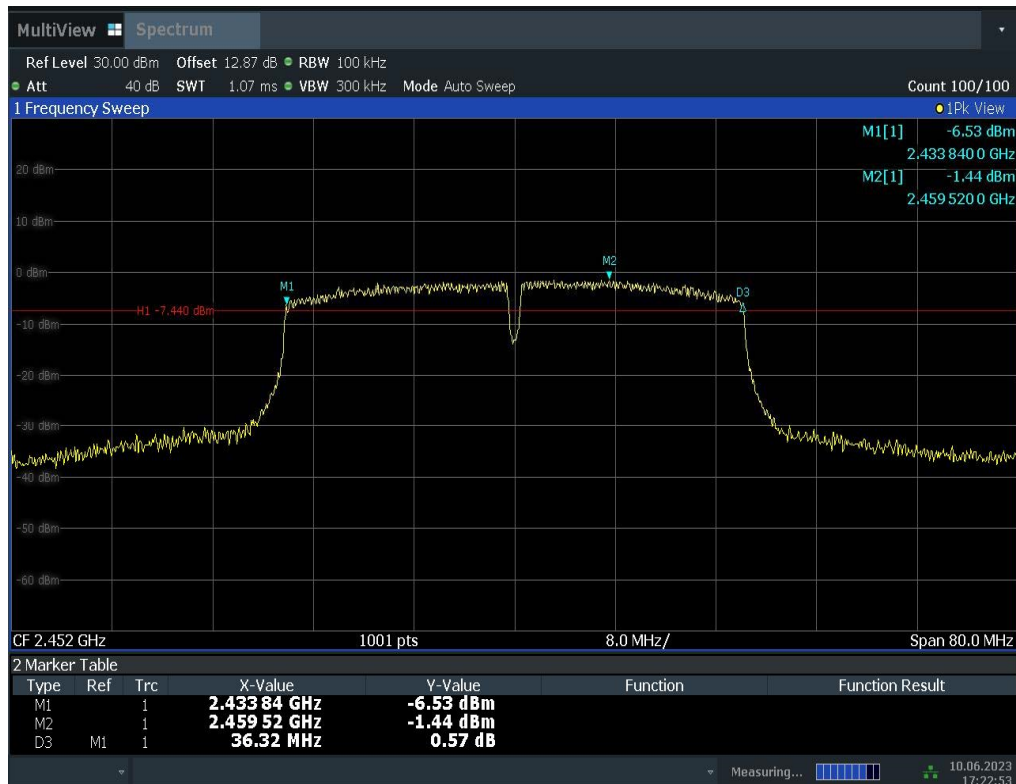 MultiView Spectrum
Ref Level 30.00 dBm Offset 12.87 dB RBW 100 kHz
Att 40 dB SWT 1.07 ms VBW 300 kHz Mode Auto Sweep Count 100/100
1 Frequency Sweep 1Pk View
M1[1] -6.53 dBm
2.433 840 0 GHz
M2[1] -1.44 dBm
2.459 520 0 GHz
20 dBm
10 dBm
M2
0 dBm
M1 D3
H1 -7.440 dBm
-10 dBm
-20 dBm
-30 dBm
-40 dBm
-50 dBm
-60 dBm
CF 2.452 GHz 1001 pts 8.0 MHz/ Span 80.0 MHz
2 Marker Table
Type Ref Trc X-Value Y-Value Function Function Result
M1 1 2.433 84 GHz -6.53 dBm
M2 1 2.459 52 GHz -1.44 dBm
D3 M1 1 36.32 MHz 0.57 dB
Measuring... 10.06.2023
17:22:53